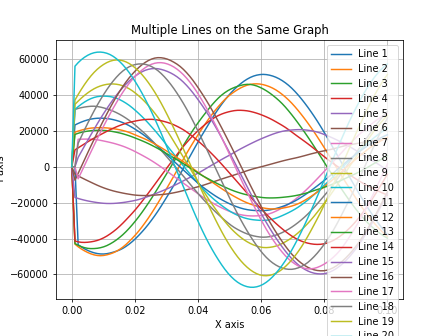 Multiple Lines on the Same Graph
60000
40000
20000
0
−20000
−40000
−60000
0.00
0.02
0.04
0.06
X axis
Line 1
Line 2
Line 3
Line 4
Line 5
Line 6
Line 7
Line 8
Line 9
Line 10
Line 11
Line 12
Line 13
Line 14
Line 15
Line 16
Line 17
Line 18
Line 19